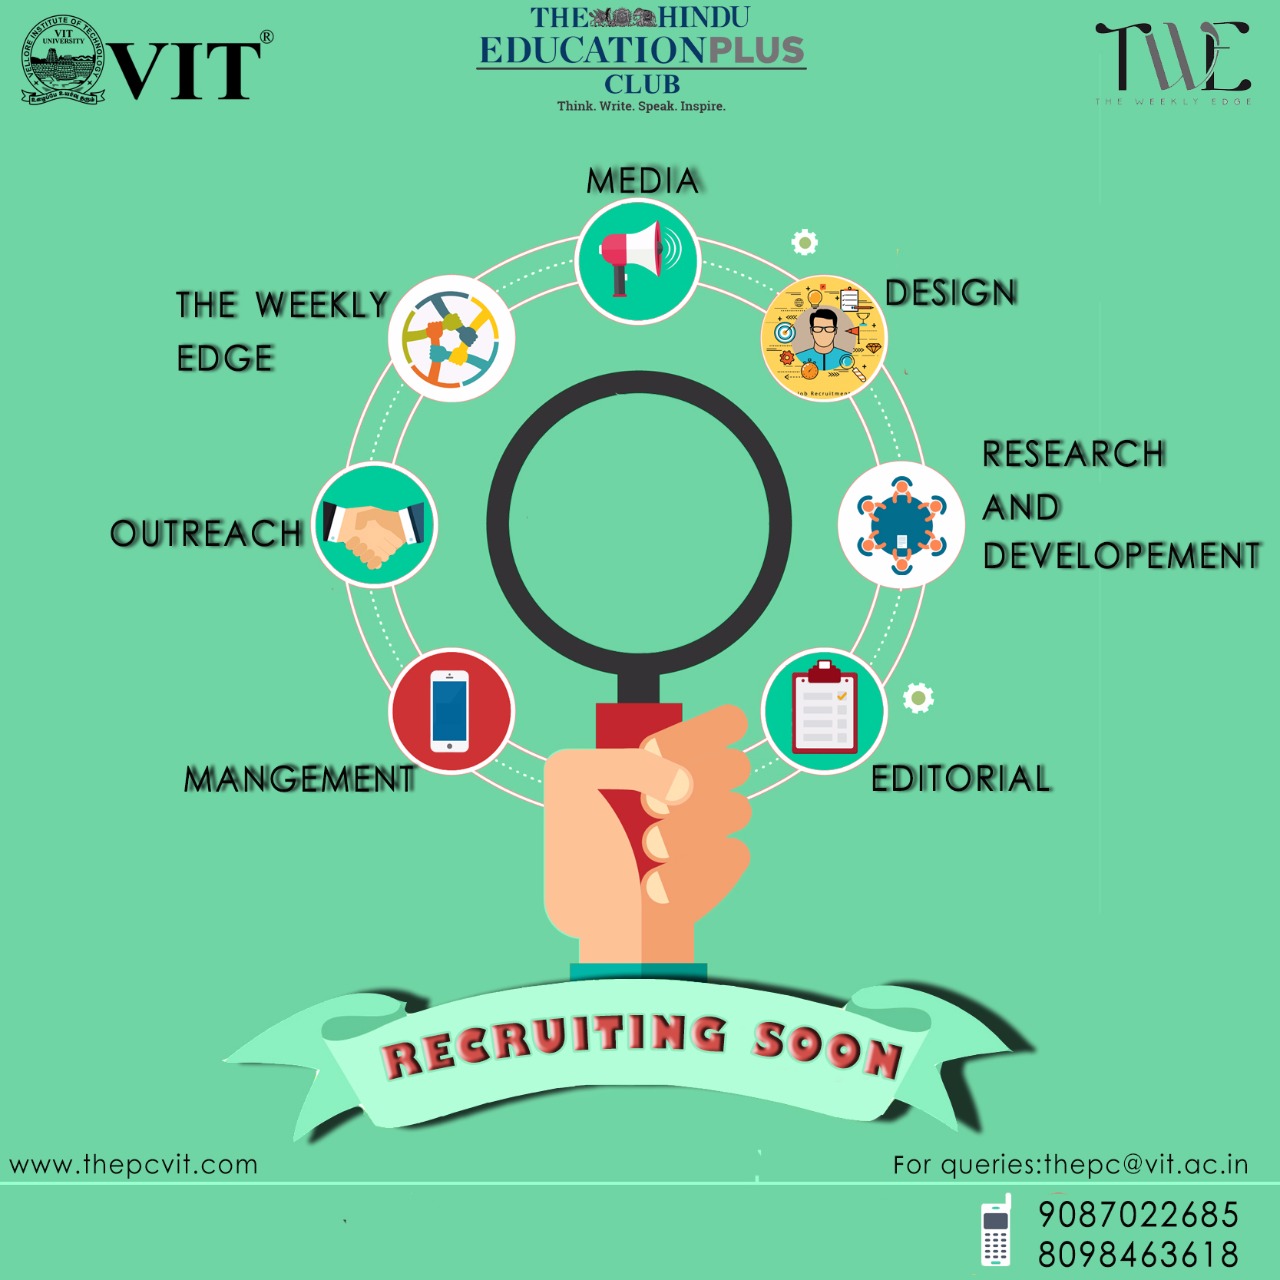 VELLORE INSTITUTE OF TECHNOLOGY
VIT
UNIVERSITY
VIT®
THE HINDU
EDUCATIONPLUS
CLUB
Think. Write. Speak. Inspire.
TWE
THE WEEKLY EDGE
MEDIA
THE WEEKLY
EDGE
DESIGN
Job Recruitment
RESEARCH
AND
DEVELOPEMENT
OUTREACH
MANGEMENT
EDITORIAL
RECRUITING SOON
www.thepcvit.com
For queries:thepc@vit.ac.in
9087022685
8098463618